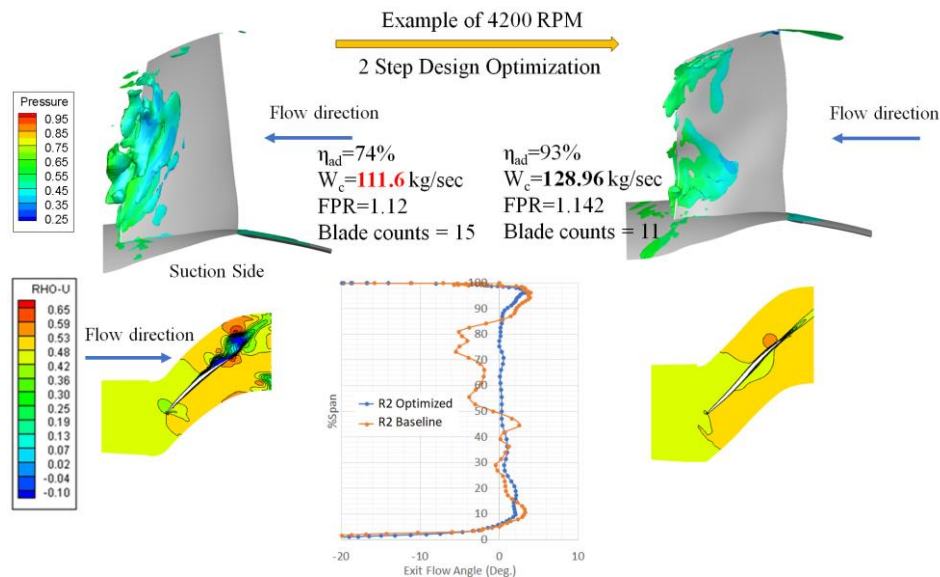 Example of 4200 RPM
2 Step Design Optimization
Pressure
0.95
0.85
0.75
0.65
0.55
0.45
0.35
0.25
Flow direction
Flow direction
η_ad=74%
W_c=111.6 kg/sec
FPR=1.12
Blade counts = 15
η_ad=93%
W_c=128.96 kg/sec
FPR=1.142
Blade counts = 11
Suction Side
RHO-U
0.65
0.59
0.53
0.48
0.42
0.36
0.30
0.25
0.19
0.13
0.07
0.02
-0.04
-0.10
Flow direction
%Span
100
90
80
70
60
50
40
30
20
10
0
R2 Optimized
R2 Baseline
-20
-10
0
10
Exit Flow Angle (Deg.)